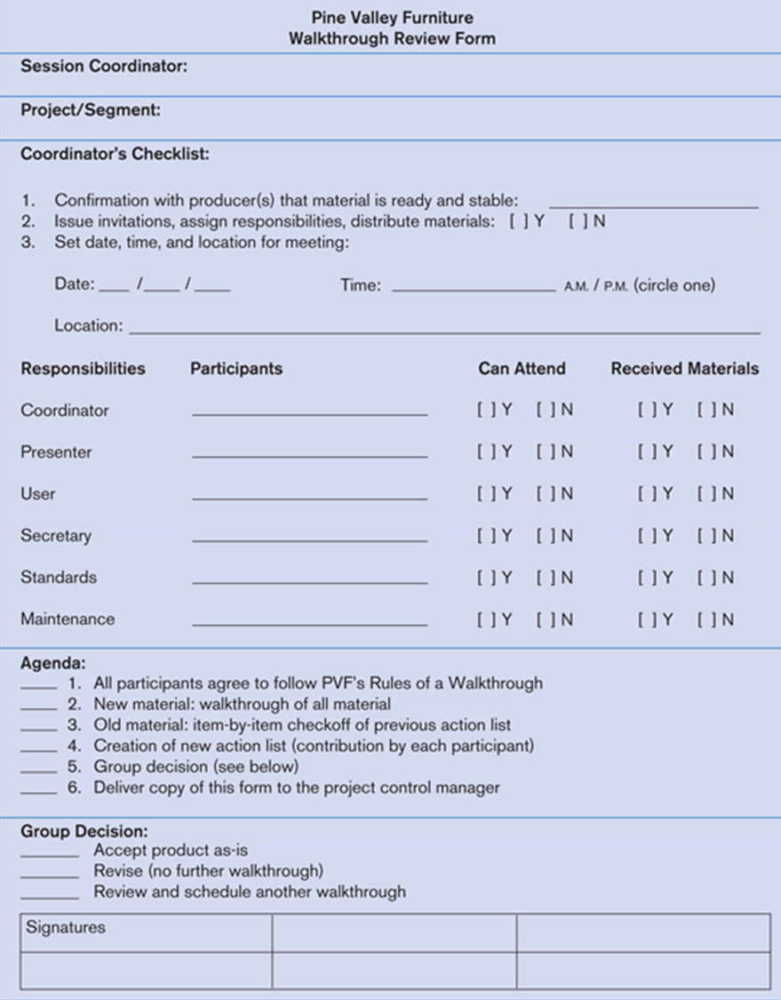 Pine Valley Furniture
Walkthrough Review Form
Session Coordinator:
Project/Segment:
Coordinator's Checklist:
1. Confirmation with producer(s) that material is ready and stable: ____________________
2. Issue invitations, assign responsibilities, distribute materials: [ ] Y [ ] N
3. Set date, time, and location for meeting:
Date: ___ /____ / ____ Time: ________________ A.M. / P.M. (circle one)
Location: ____________________
Responsibilities Participants Can Attend Received Materials
Coordinator ____________________ [ ] Y [ ] N [ ] Y [ ] N
Presenter ____________________ [ ] Y [ ] N [ ] Y [ ] N
User ____________________ [ ] Y [ ] N [ ] Y [ ] N
Secretary ____________________ [ ] Y [ ] N [ ] Y [ ] N
Standards ____________________ [ ] Y [ ] N [ ] Y [ ] N
Maintenance ____________________ [ ] Y [ ] N [ ] Y [ ] N
Agenda:
____ 1. All participants agree to follow PVF's Rules of a Walkthrough
____ 2. New material: walkthrough of all material
____ 3. Old material: item-by-item checkoff of previous action list
____ 4. Creation of new action list (contribution by each participant)
____ 5. Group decision (see below)
____ 6. Deliver copy of this form to the project control manager
Group Decision:
______ Accept product as-is
______ Revise (no further walkthrough)
______ Review and schedule another walkthrough
Signatures